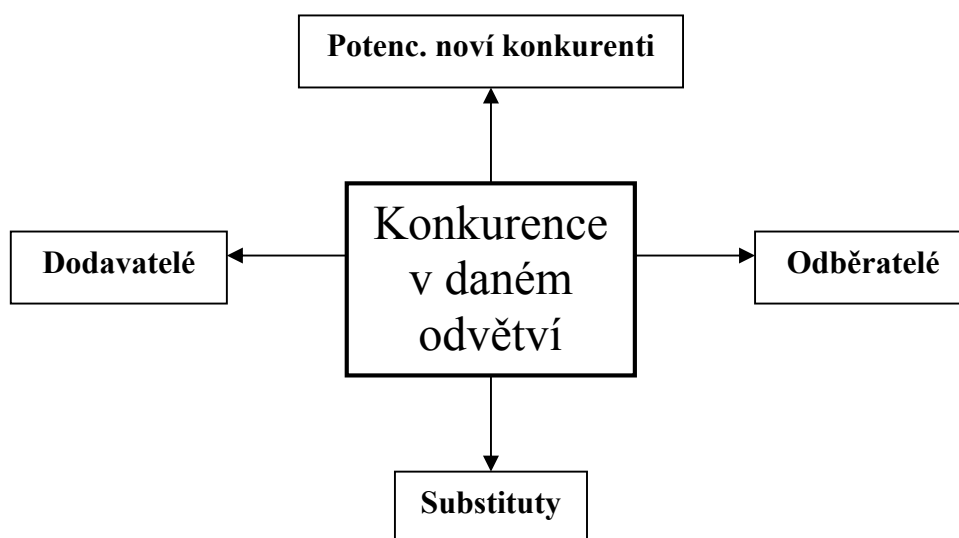 Potenc. noví konkurenti
Konkurence
v daném
odvětví
Dodavatelé
Odběratelé
Substituty